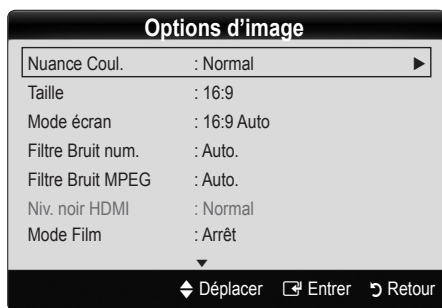 Options d'image
Nuance Coul. : Normal
Taille : 16:9
Mode écran : 16:9 Auto
Filtre Bruit num. : Auto.
Filtre Bruit MPEG : Auto.
Niv. noir HDMI : Normal
Mode Film : Arrêt
Déplacer Entrer Retour